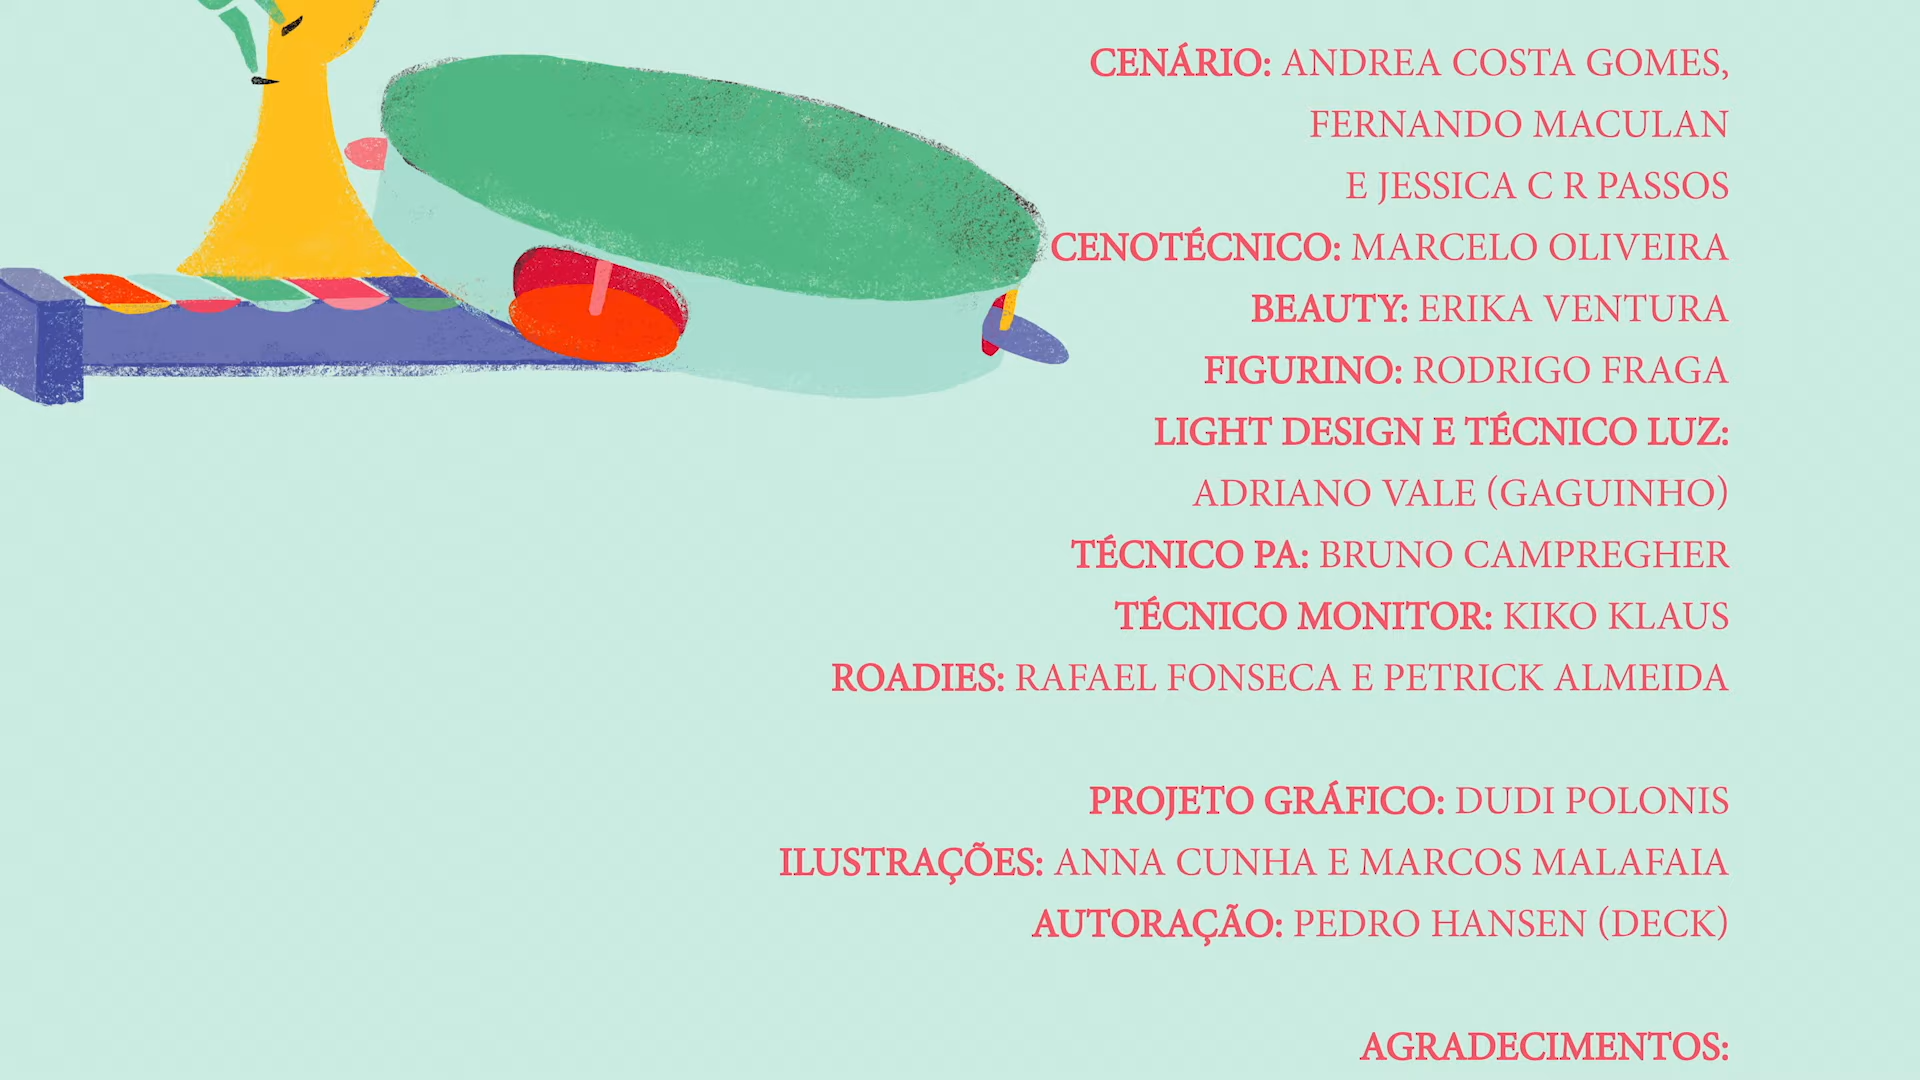 CENÁRIO: ANDREA COSTA GOMES,
FERNANDO MACULAN
E JESSICA C R PASSOS
CENOTÉCNICO: MARCELO OLIVEIRA
BEAUTY: ERIKA VENTURA
FIGURINO: RODRIGO FRAGA
LIGHT DESIGN E TÉCNICO LUZ:
ADRIANO VALE (GAGUINHO)
TÉCNICO PA: BRUNO CAMPREGHER
TÉCNICO MONITOR: KIKO KLAUS
ROADIES: RAFAEL FONSECA E PETRICK ALMEIDA
PROJETO GRÁFICO: DUDI POLONIS
ILUSTRAÇÕES: ANNA CUNHA E MARCOS MALAFAIA
AUTORAÇÃO: PEDRO HANSEN (DECK)
AGRADECIMENTOS: